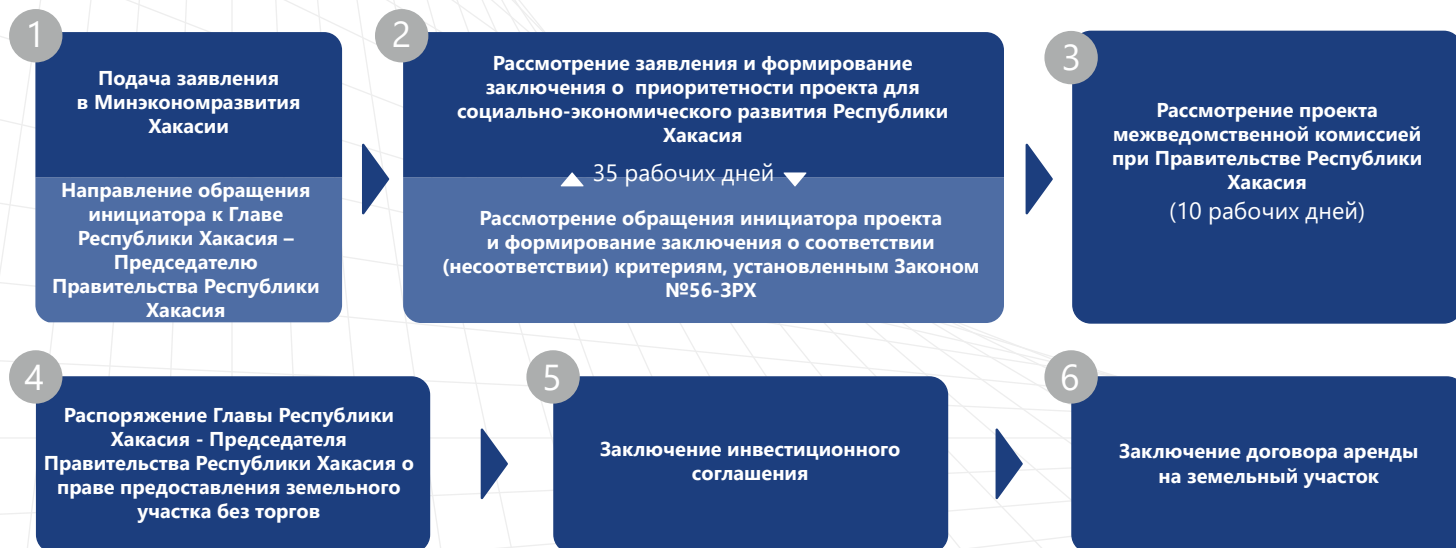 1
Подача заявления
в Минэкономразвития
Хакасии
Направление обращения
инициатора к Главе
Республики Хакасия –
Председателю
Правительства Республики
Хакасия
2
Рассмотрение заявления и формирование
заключения о приоритетности проекта для
социально-экономического развития Республики
Хакасия
35 рабочих дней
Рассмотрение обращения инициатора проекта
и формирование заключения о соответствии
(несоответствии) критериям, установленным Законом
№56-ЗРХ
3
Рассмотрение проекта
межведомственной комиссией
при Правительстве Республики
Хакасия
(10 рабочих дней)
4
Распоряжение Главы Республики
Хакасия - Председателя
Правительства Республики Хакасия о
праве предоставления земельного
участка без торгов
5
Заключение инвестиционного
соглашения
6
Заключение договора аренды
на земельный участок